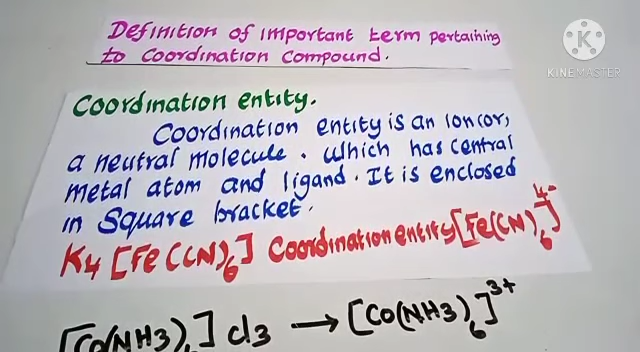 Definition of important term pertaining
to Coordination Compound.
KINEMASTER
Coordination entity.
Coordination entity is an ion (or,
a neutral molecule. Which has central
metal atom and ligand. It is enclosed
in Square bracket.
K4 [Fe(CN)6] Coordination entity [Fe(CN)6]4-
[Co(NH3)6] cl3 → [Co(NH3)6]3+